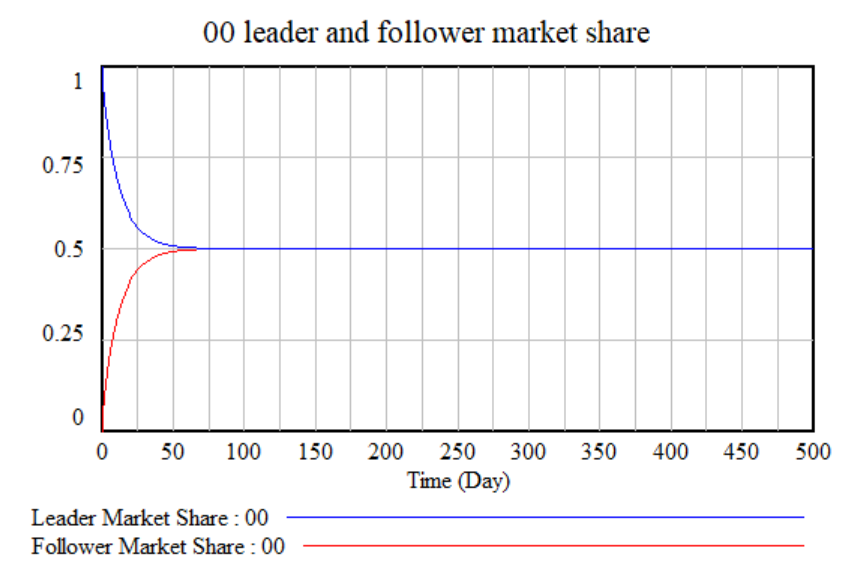 00 leader and follower market share
1
0.75
0.5
0.25
0
0 50 100 150 200 250 300 350 400 450 500
Time (Day)
Leader Market Share : 00
Follower Market Share : 00